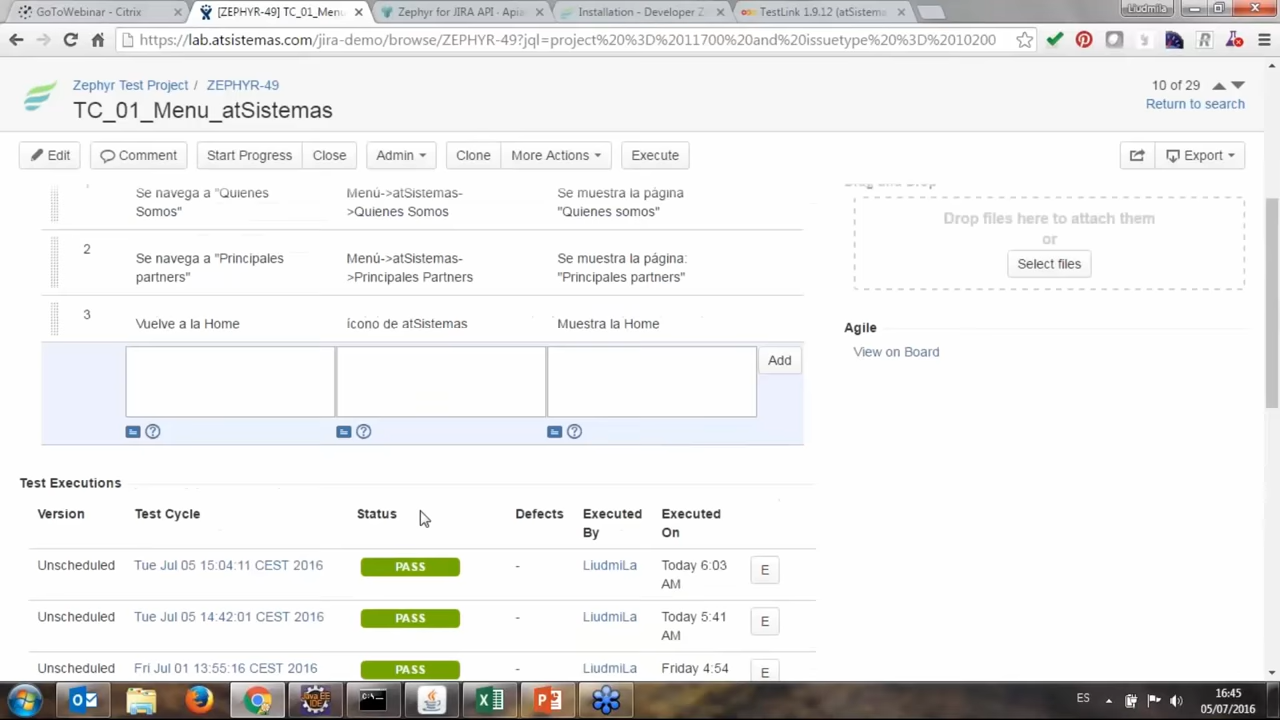 GoToWebinar - Citrix
[ZEPHYR-49] TC_01_Menu
Zephyr for JIRA API · Apia
Installation - Developer Z
TestLink 1.9.12 (atSistema
Liudmila
https://lab.atsistemas.com/jira-demo/browse/ZEPHYR-49?jql=project%20%3D%2011700%20and%20issuetype%20%3D%2010200
Zephyr Test Project / ZEPHYR-49
TC_01_Menu_atSistemas
10 of 29
Return to search
Edit Comment Start Progress Close Admin Clone More Actions Execute Export
Se navega a "Quienes Menú->atSistemas- Se muestra la página
Somos" >Quienes Somos "Quienes somos"
2 Se navega a "Principales Menú->atSistemas- Se muestra la página:
partners" >Principales Partners "Principales partners"
3 Vuelve a la Home ícono de atSistemas Muestra la Home
Add
Drag and Drop
Drop files here to attach them
or
Select files
Agile
View on Board
Test Executions
Version Test Cycle Status Defects Executed Executed
By On
Unscheduled Tue Jul 05 15:04:11 CEST 2016 PASS - LiudmiLa Today 6:03 E
AM
Unscheduled Tue Jul 05 14:42:01 CEST 2016 PASS - LiudmiLa Today 5:41 E
AM
Unscheduled Fri Jul 01 13:55:16 CEST 2016 PASS - LiudmiLa Friday 4:54 E
ES
16:45
05/07/2016